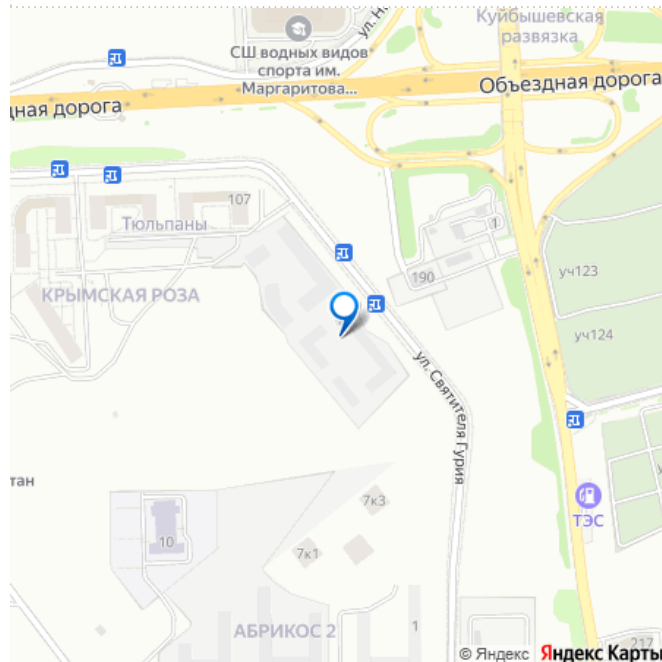 Куйбышевская
развязка
ул. Н
СШ водных видов
спорта им.
Маргаритова...
Объездная дорога
дная дорога
107
Тюльпаны
1
190
уч123
КРЫМСКАЯ РОЗА
уч124
ул. Святителя Гурия
тан
ТЭС
7к3
10
7к1
АБРИКОС 2
1
217
© Яндекс Яндекс Карты